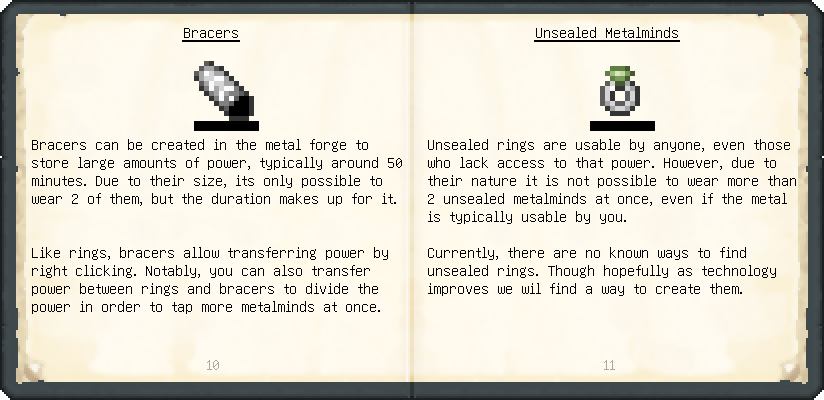 Bracers
Bracers can be created in the metal forge to
store large amounts of power, typically around 50
minutes. Due to their size, its only possible to
wear 2 of them, but the duration makes up for it.
Like rings, bracers allow transferring power by
right clicking. Notably, you can also transfer
power between rings and bracers to divide the
power in order to tap more metalminds at once.
10
Unsealed Metalminds
Unsealed rings are usable by anyone, even those
who lack access to that power. However, due to
their nature it is not possible to wear more than
2 unsealed metalminds at once, even if the metal
is typically usable by you.
Currently, there are no known ways to find
unsealed rings. Though hopefully as technology
improves we wil find a way to create them.
11